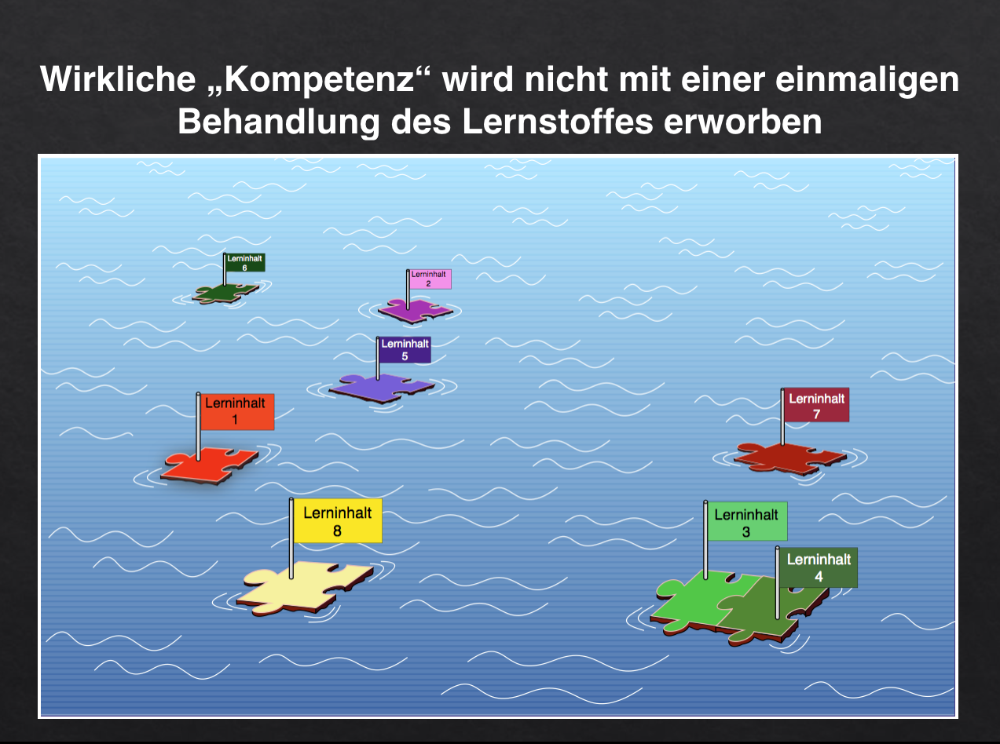 Wirkliche „Kompetenz“ wird nicht mit einer einmaligen
Behandlung des Lernstoffes erworben
Lerninhalt
6
Lerninhalt
2
Lerninhalt
5
Lerninhalt
1
Lerninhalt
7
Lerninhalt
8
Lerninhalt
3
Lerninhalt
4